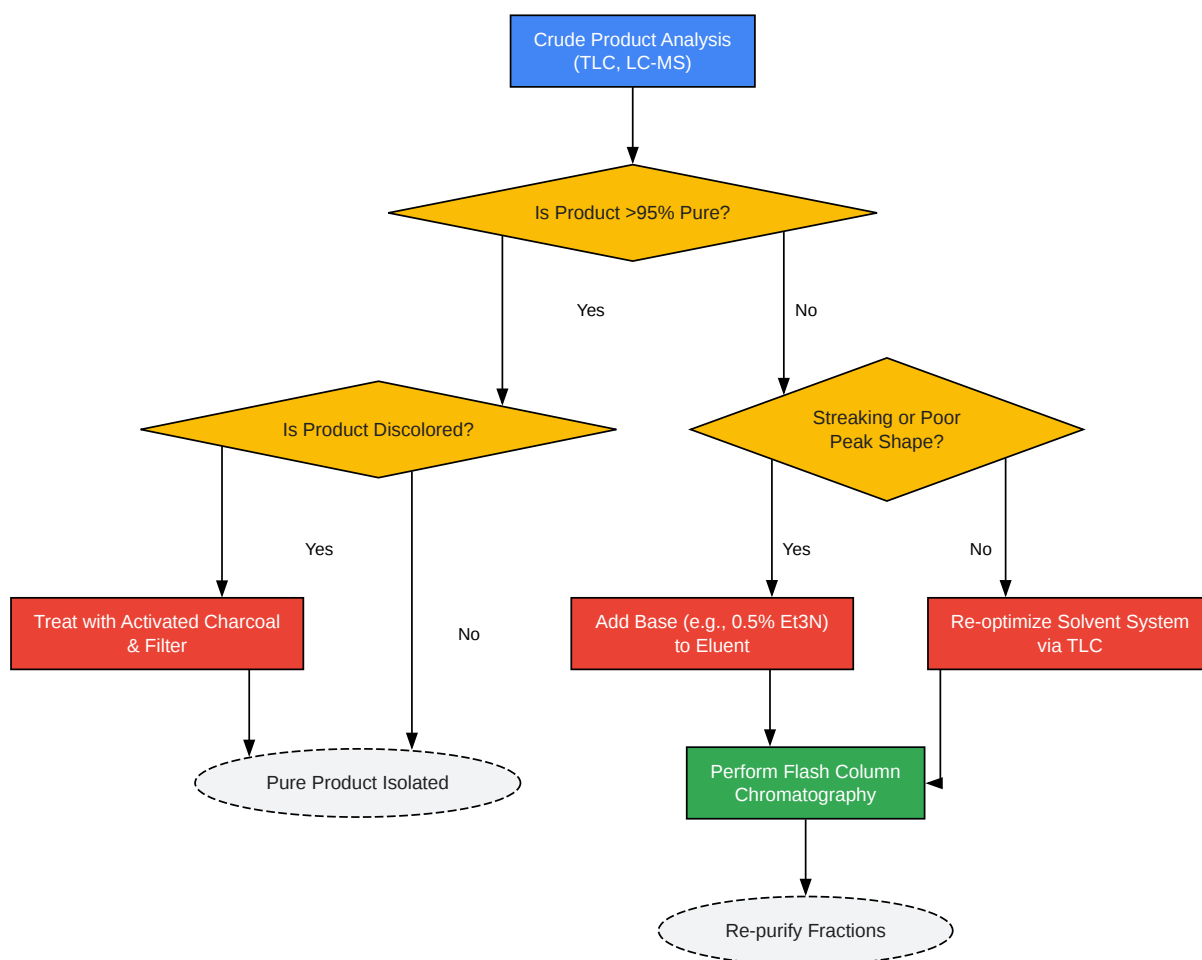 Crude Product Analysis
(TLC, LC-MS)
Is Product >95% Pure?
Yes
No
Is Product Discolored?
Streaking or Poor
Peak Shape?
Yes
No
Yes
No
Treat with Activated Charcoal
& Filter
Add Base (e.g., 0.5% Et3N)
to Eluent
Re-optimize Solvent System
via TLC
Pure Product Isolated
Perform Flash Column
Chromatography
Re-purify Fractions